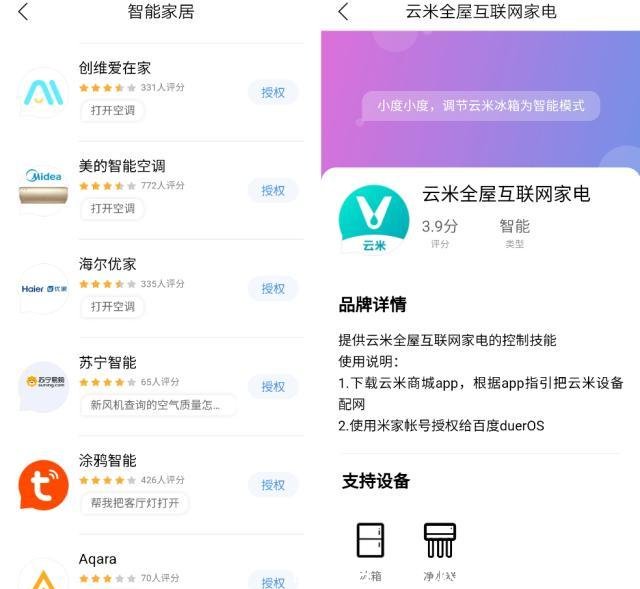 智能家居
创维爱在家
331人评分
打开空调
授权
Midea
美的智能空调
772人评分
打开空调
授权
Haier U+优家
海尔优家
335人评分
打开空调
授权
苏宁易购
suning.com
苏宁智能
65人评分
新风机查询的空气质量怎...
授权
涂鸦智能
426人评分
帮我把客厅灯打开
授权
Aqara
70人评分
授权
云米全屋互联网家电
小度小度，调节云米冰箱为智能模式
云米
云米全屋互联网家电
3.9分 智能
评分 类型
品牌详情
提供云米全屋互联网家电的控制技能
使用说明：
1.下载云米商城app，根据app指引把云米设备
配网
2.使用米家帐号授权给百度duerOS
支持设备
冰箱